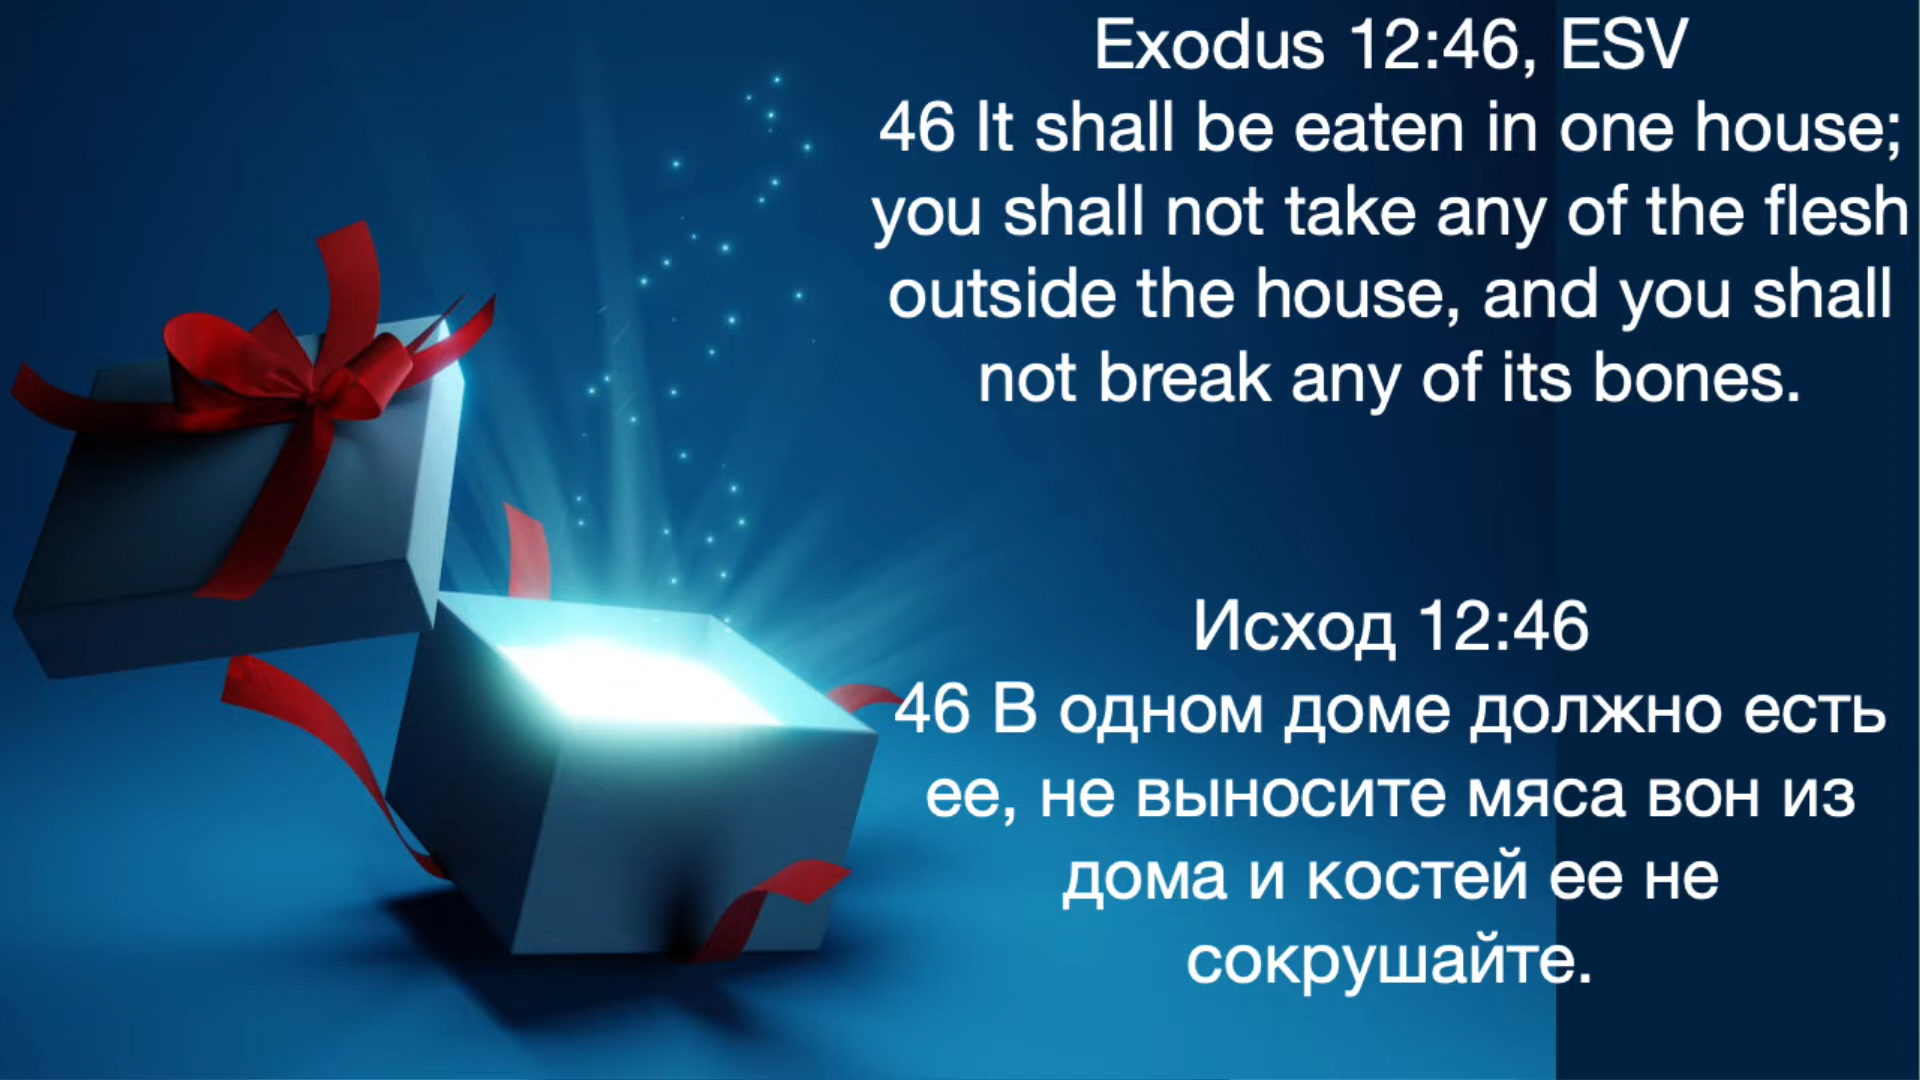 Exodus 12:46, ESV
46 It shall be eaten in one house;
you shall not take any of the flesh
outside the house, and you shall
not break any of its bones.
Исход 12:46
46 В одном доме должно есть
ее, не выносите мяса вон из
дома и костей ее не
сокрушайте.